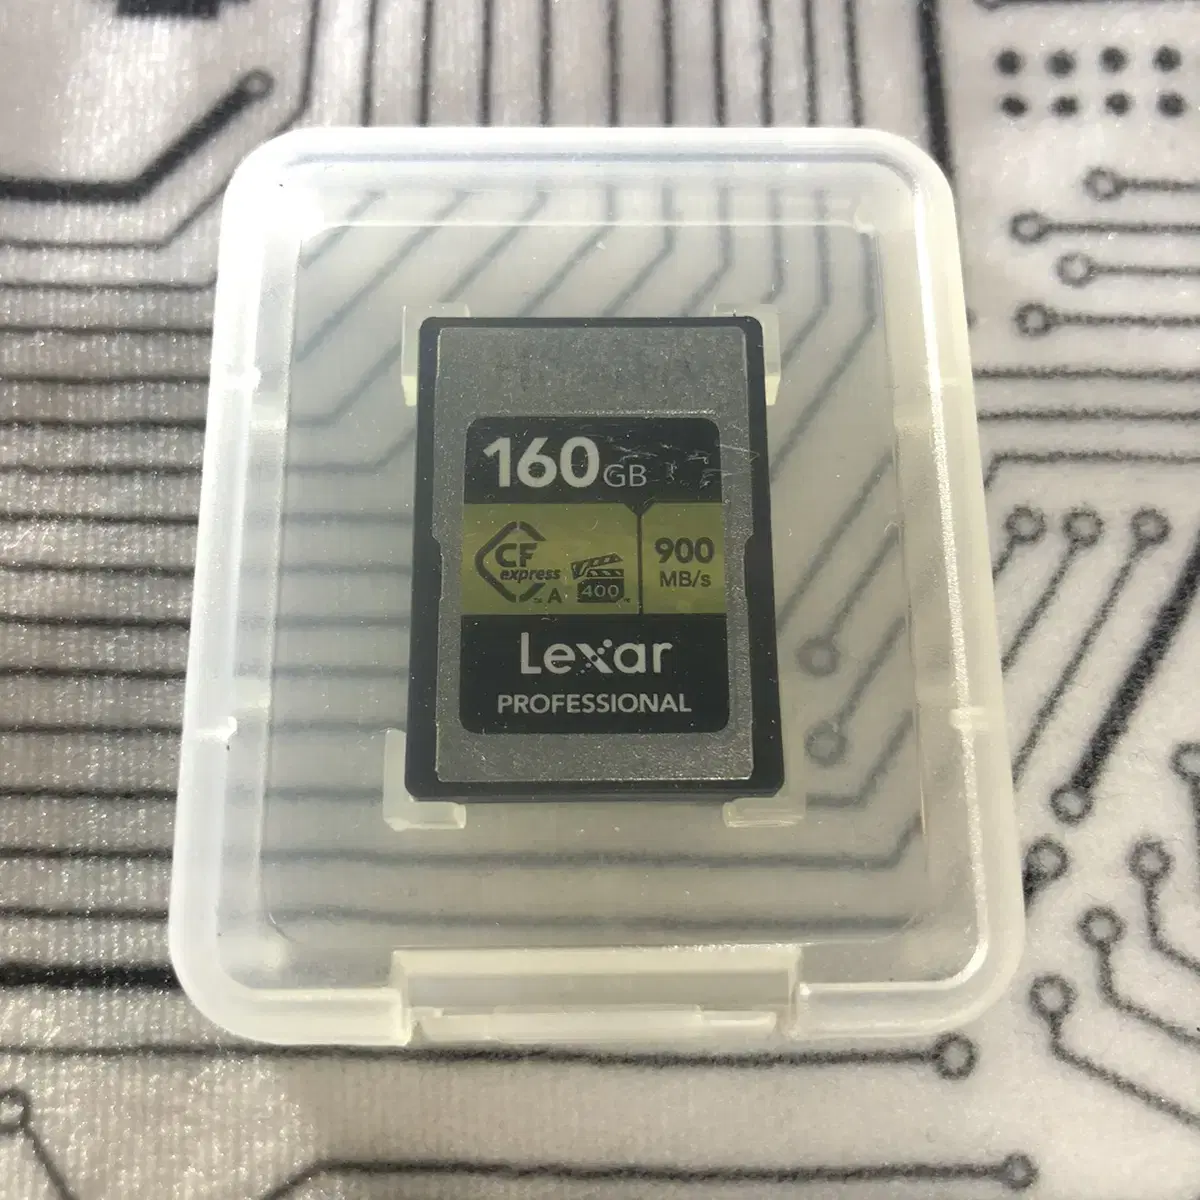 160GB
CF
express
A
400
900
MB/s
Lexar
PROFESSIONAL